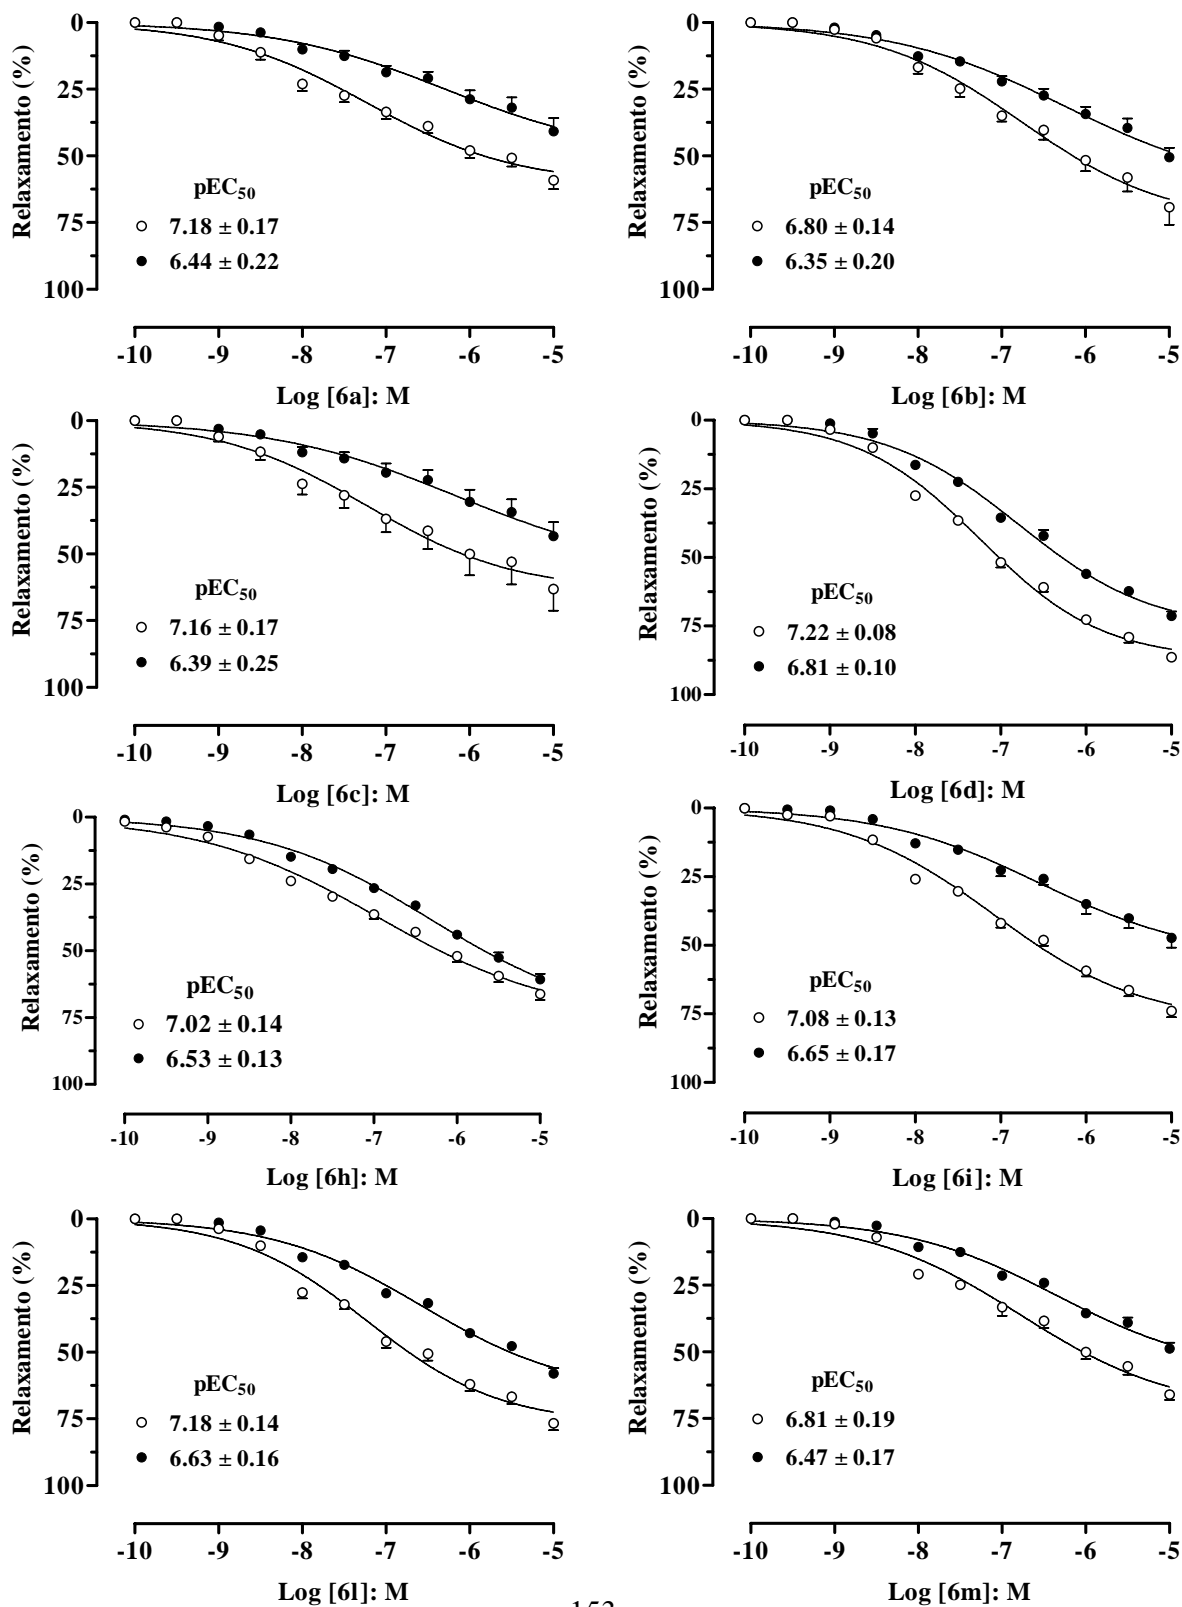 0
25
50
75
100
Relaxamento (%)
pEC50
○ 7.18 ± 0.17
● 6.44 ± 0.22
-10 -9 -8 -7 -6 -5
Log [6a]: M
0
25
50
75
100
Relaxamento (%)
pEC50
○ 6.80 ± 0.14
● 6.35 ± 0.20
-10 -9 -8 -7 -6 -5
Log [6b]: M
0
25
50
75
100
Relaxamento (%)
pEC50
○ 7.16 ± 0.17
● 6.39 ± 0.25
-10 -9 -8 -7 -6 -5
Log [6c]: M
0
25
50
75
100
Relaxamento (%)
pEC50
○ 7.22 ± 0.08
● 6.81 ± 0.10
-10 -9 -8 -7 -6 -5
Log [6d]: M
0
25
50
75
100
Relaxamento (%)
pEC50
○ 7.02 ± 0.14
● 6.53 ± 0.13
-10 -9 -8 -7 -6 -5
Log [6h]: M
0
25
50
75
100
Relaxamento (%)
pEC50
○ 7.08 ± 0.13
● 6.65 ± 0.17
-10 -9 -8 -7 -6 -5
Log [6i]: M
0
25
50
75
100
Relaxamento (%)
pEC50
○ 7.18 ± 0.14
● 6.63 ± 0.16
-10 -9 -8 -7 -6 -5
Log [6l]: M
0
25
50
75
100
Relaxamento (%)
pEC50
○ 6.81 ± 0.19
● 6.47 ± 0.17
-10 -9 -8 -7 -6 -5
Log [6m]: M